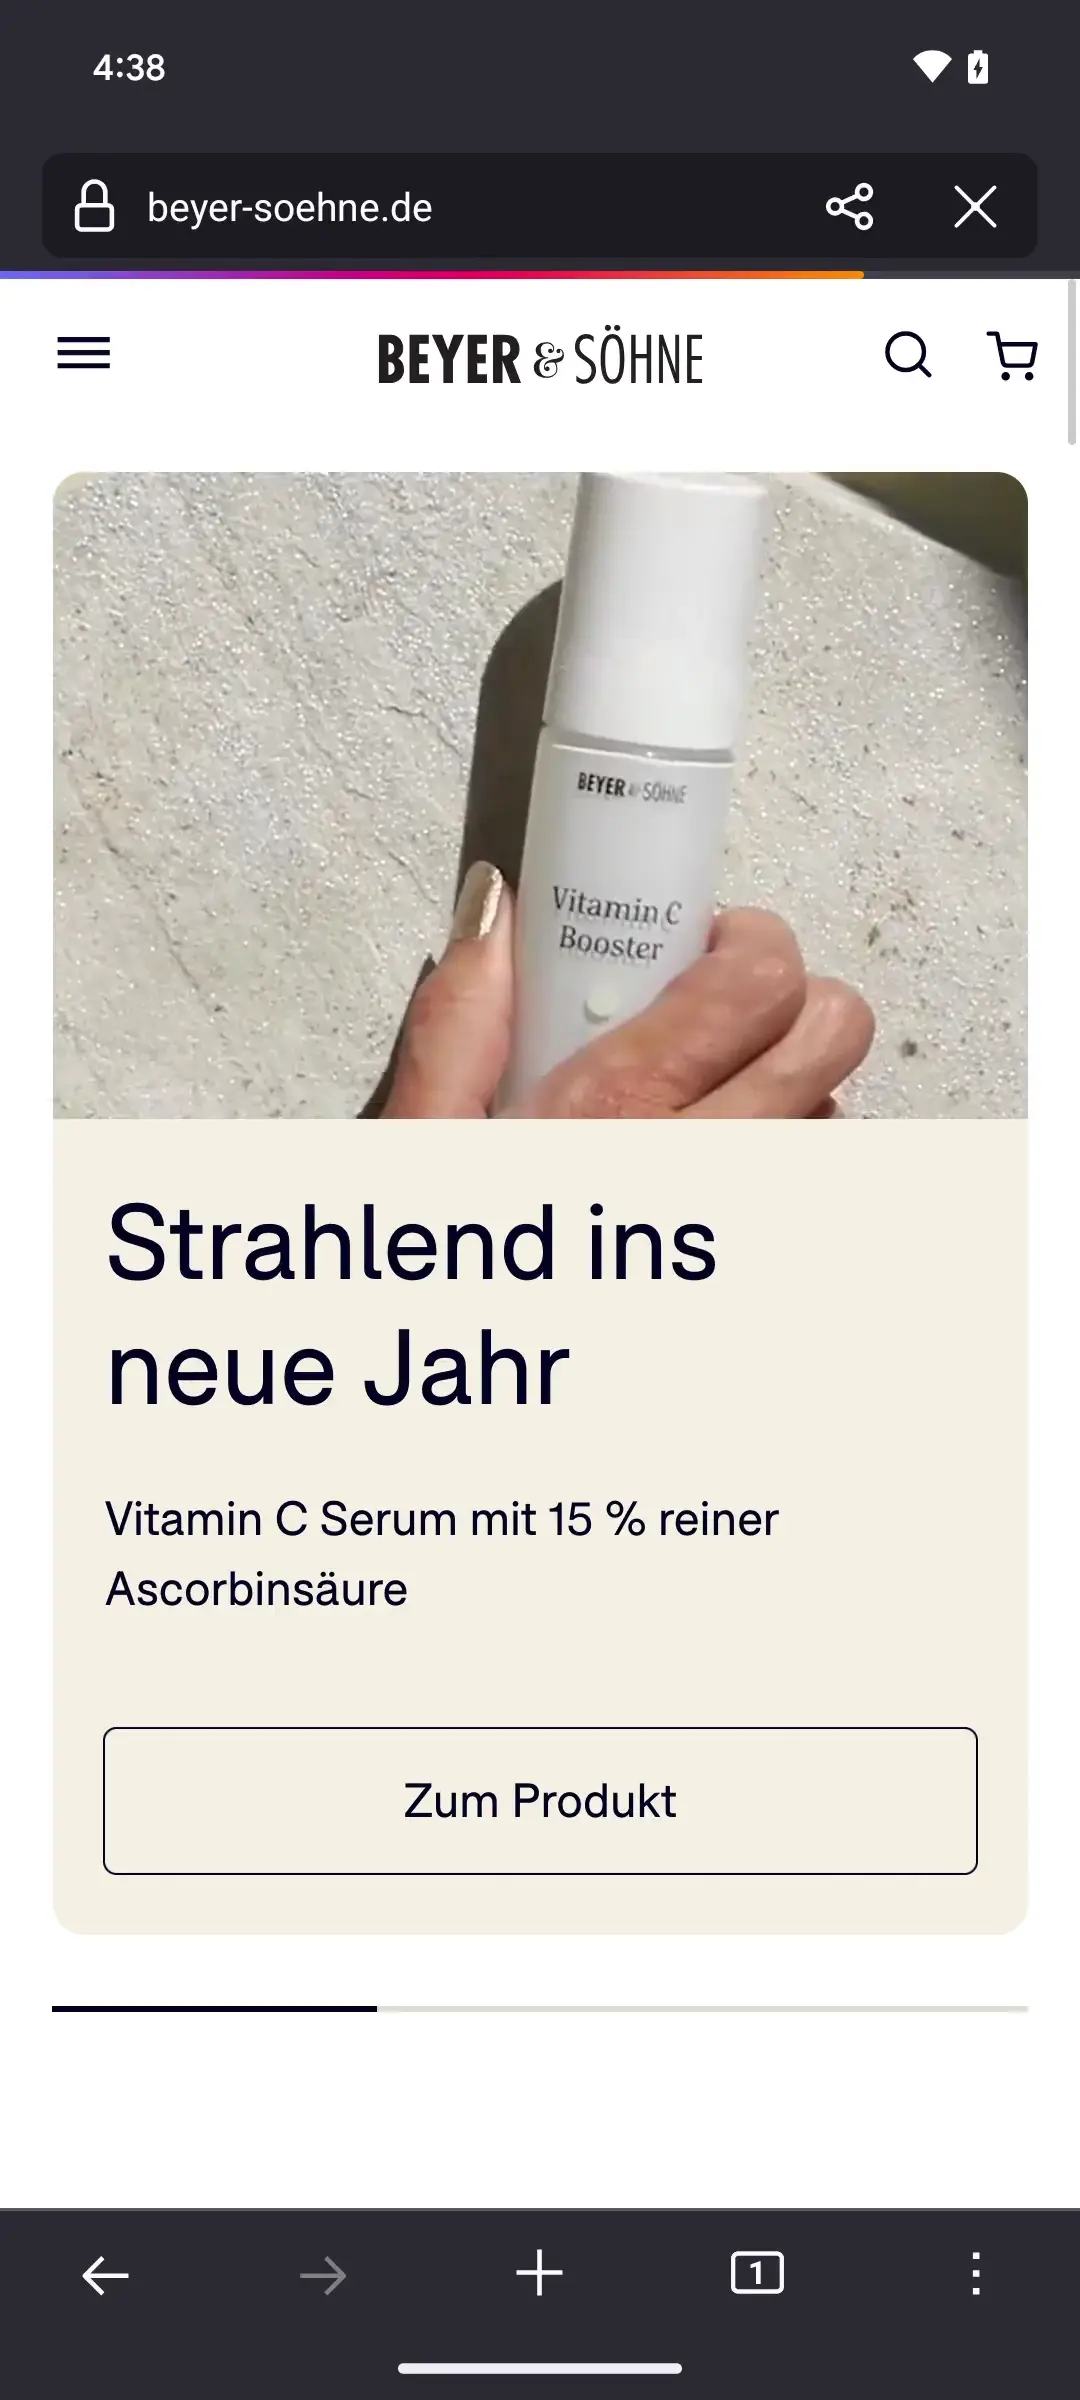 4:38
beyer-soehne.de
BEYER & SÖHNE
BEYER & SÖHNE
Vitamin C
Booster
Strahlend ins
neue Jahr
Vitamin C Serum mit 15 % reiner
Ascorbinsäure
Zum Produkt
1